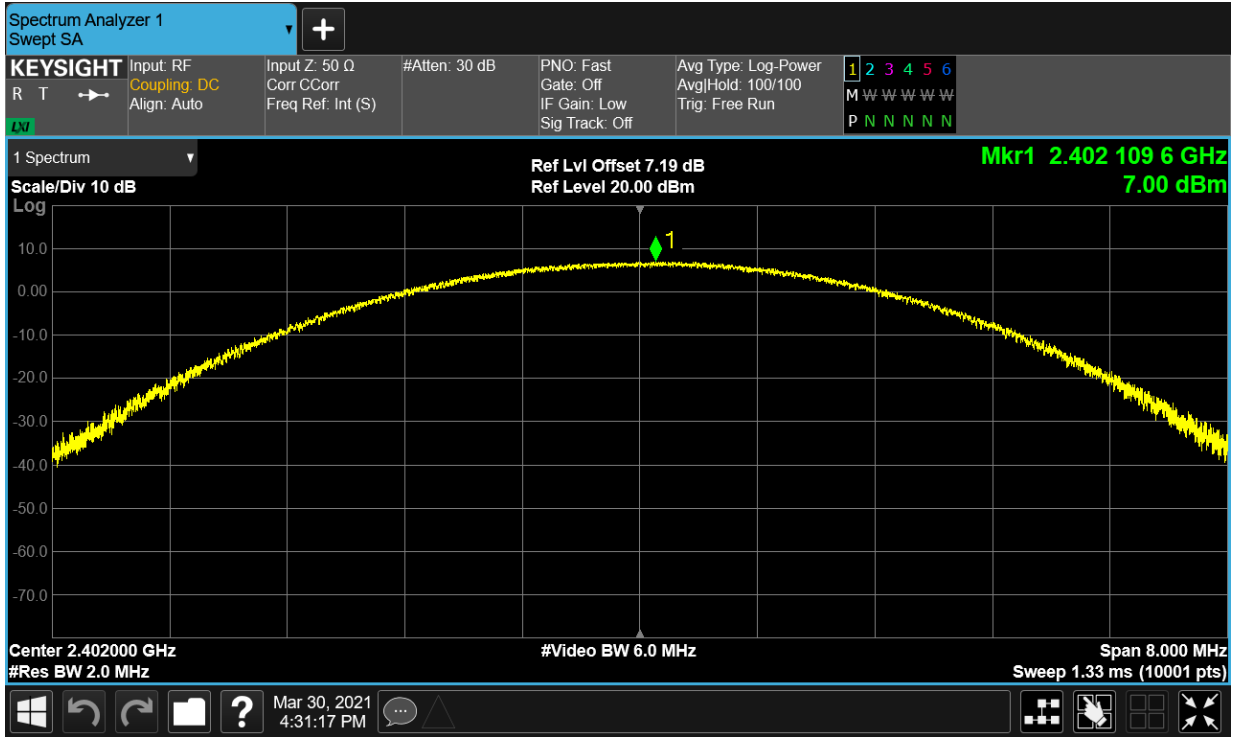 Spectrum Analyzer 1
Swept SA
KEYSIGHT
R T
LXI
Input: RF
Coupling: DC
Align: Auto
Input Z: 50 Ω
Corr CCorr
Freq Ref: Int (S)
#Atten: 30 dB
PNO: Fast
Gate: Off
IF Gain: Low
Sig Track: Off
Avg Type: Log-Power
Avg|Hold: 100/100
Trig: Free Run
1 2 3 4 5 6
M W W W W W
P N N N N N
1 Spectrum
Scale/Div 10 dB
Ref Lvl Offset 7.19 dB
Ref Level 20.00 dBm
Mkr1 2.402 109 6 GHz
7.00 dBm
Log
1
10.0
0.00
-10.0
-20.0
-30.0
-40.0
-50.0
-60.0
-70.0
Center 2.402000 GHz
#Video BW 6.0 MHz
Span 8.000 MHz
#Res BW 2.0 MHz
Sweep 1.33 ms (10001 pts)
?
Mar 30, 2021
4:31:17 PM